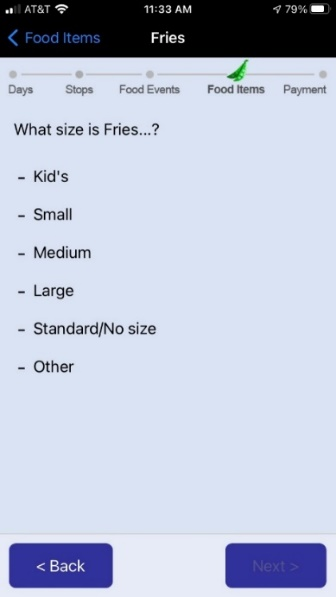 AT&T 11:33 AM 79%
Food Items Fries
Days Stops Food Events Food Items Payment
What size is Fries...?
- Kid's
- Small
- Medium
- Large
- Standard/No size
- Other
< Back Next >